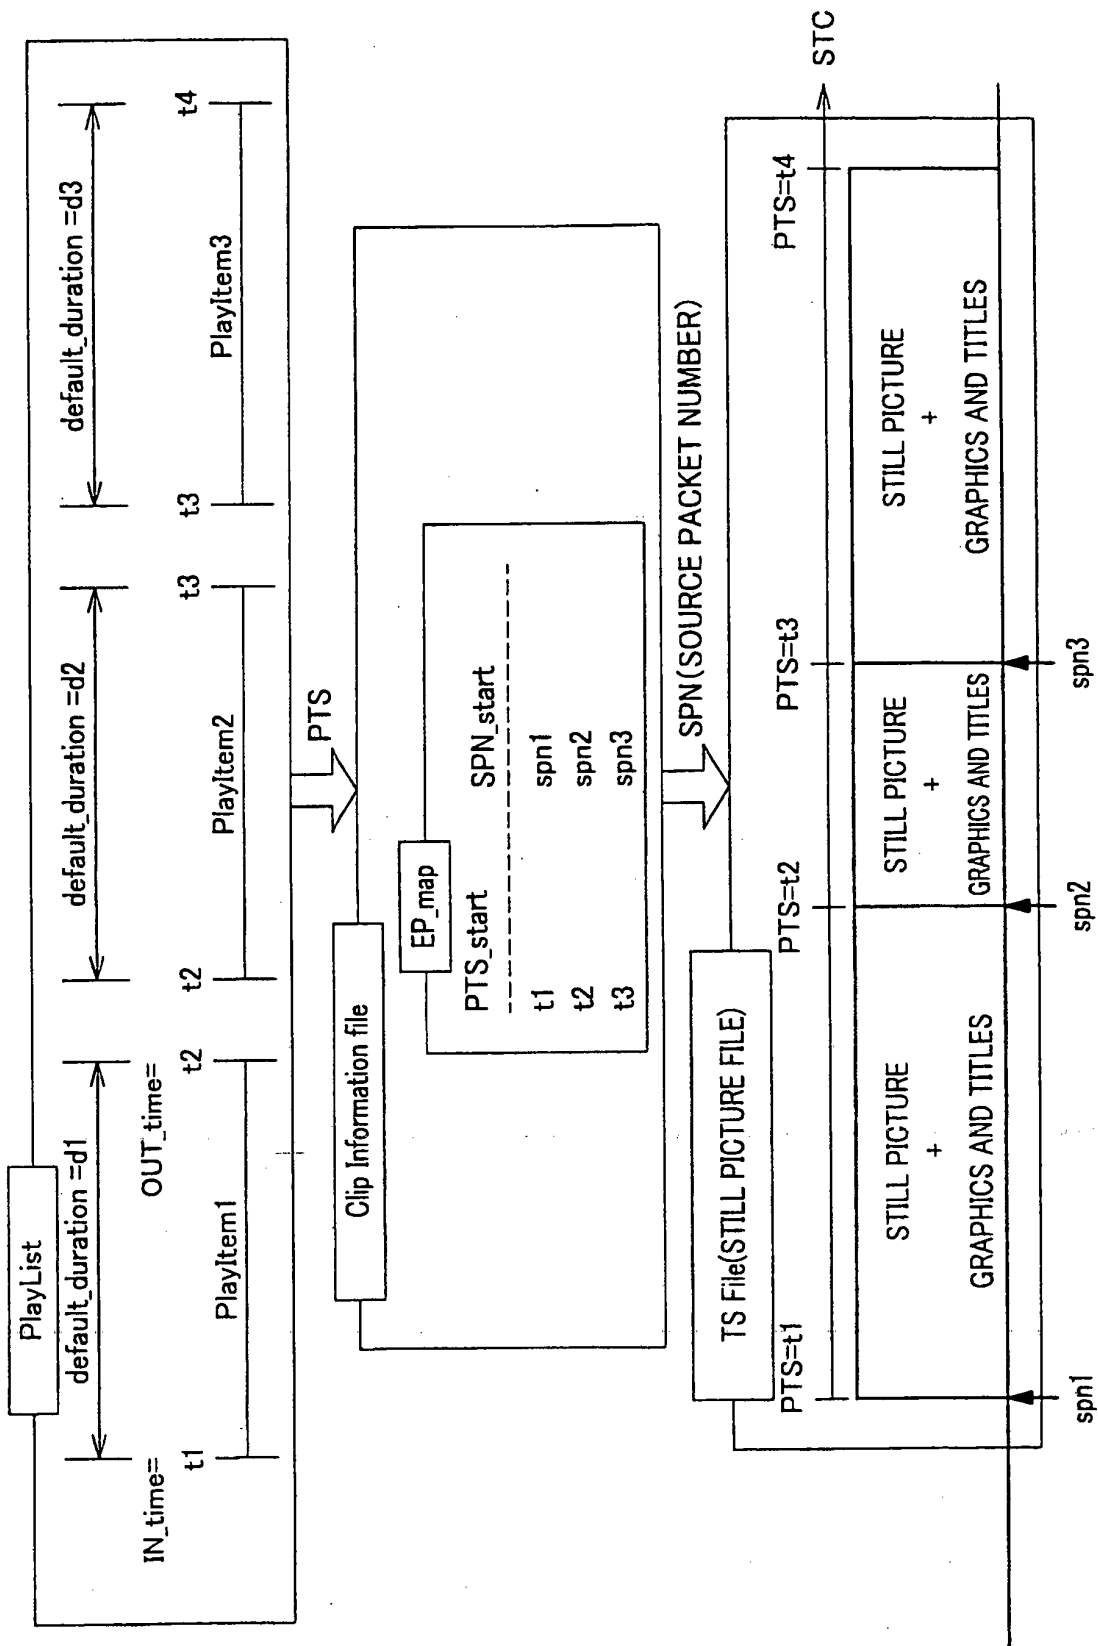 PlayList
default_duration =d1
default_duration =d2
default_duration =d3
IN_time=
t1
OUT_time=
t2
t2
t3
t3
t4
PlayItem1
PlayItem2
PlayItem3
PTS
Clip Information file
EP_map
PTS_start SPN_start
t1 spn1
t2 spn2
t3 spn3
SPN(SOURCE PACKET NUMBER)
TS File(STILL PICTURE FILE)
PTS=t1
PTS=t2
PTS=t3
PTS=t4
STC
STILL PICTURE
+
GRAPHICS AND TITLES
STILL PICTURE
+
GRAPHICS AND TITLES
STILL PICTURE
+
GRAPHICS AND TITLES
spn1
spn2
spn3